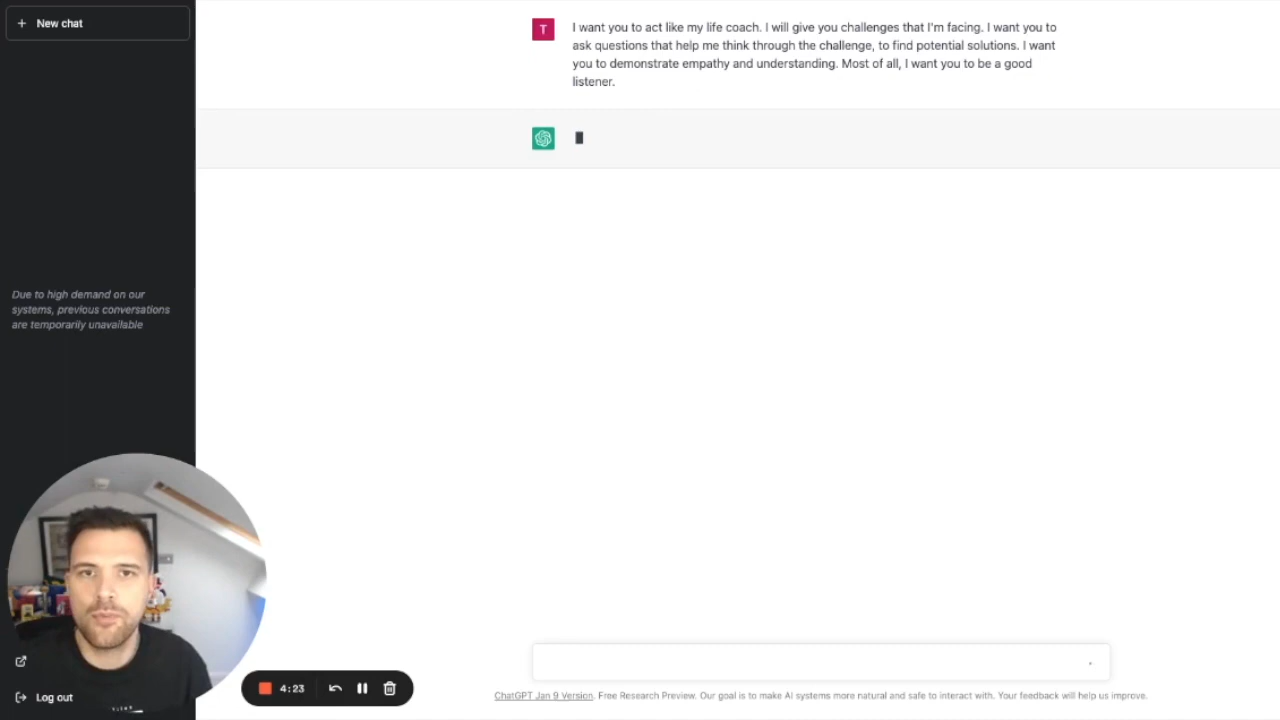 New chat
T
I want you to act like my life coach. I will give you challenges that I'm facing. I want you to
ask questions that help me think through the challenge, to find potential solutions. I want
you to demonstrate empathy and understanding. Most of all, I want you to be a good
listener.
Due to high demand on our
systems, previous conversations
are temporarily unavailable
Log out
4:23
ChatGPT Jan 9 Version. Free Research Preview. Our goal is to make AI systems more natural and safe to interact with. Your feedback will help us improve.